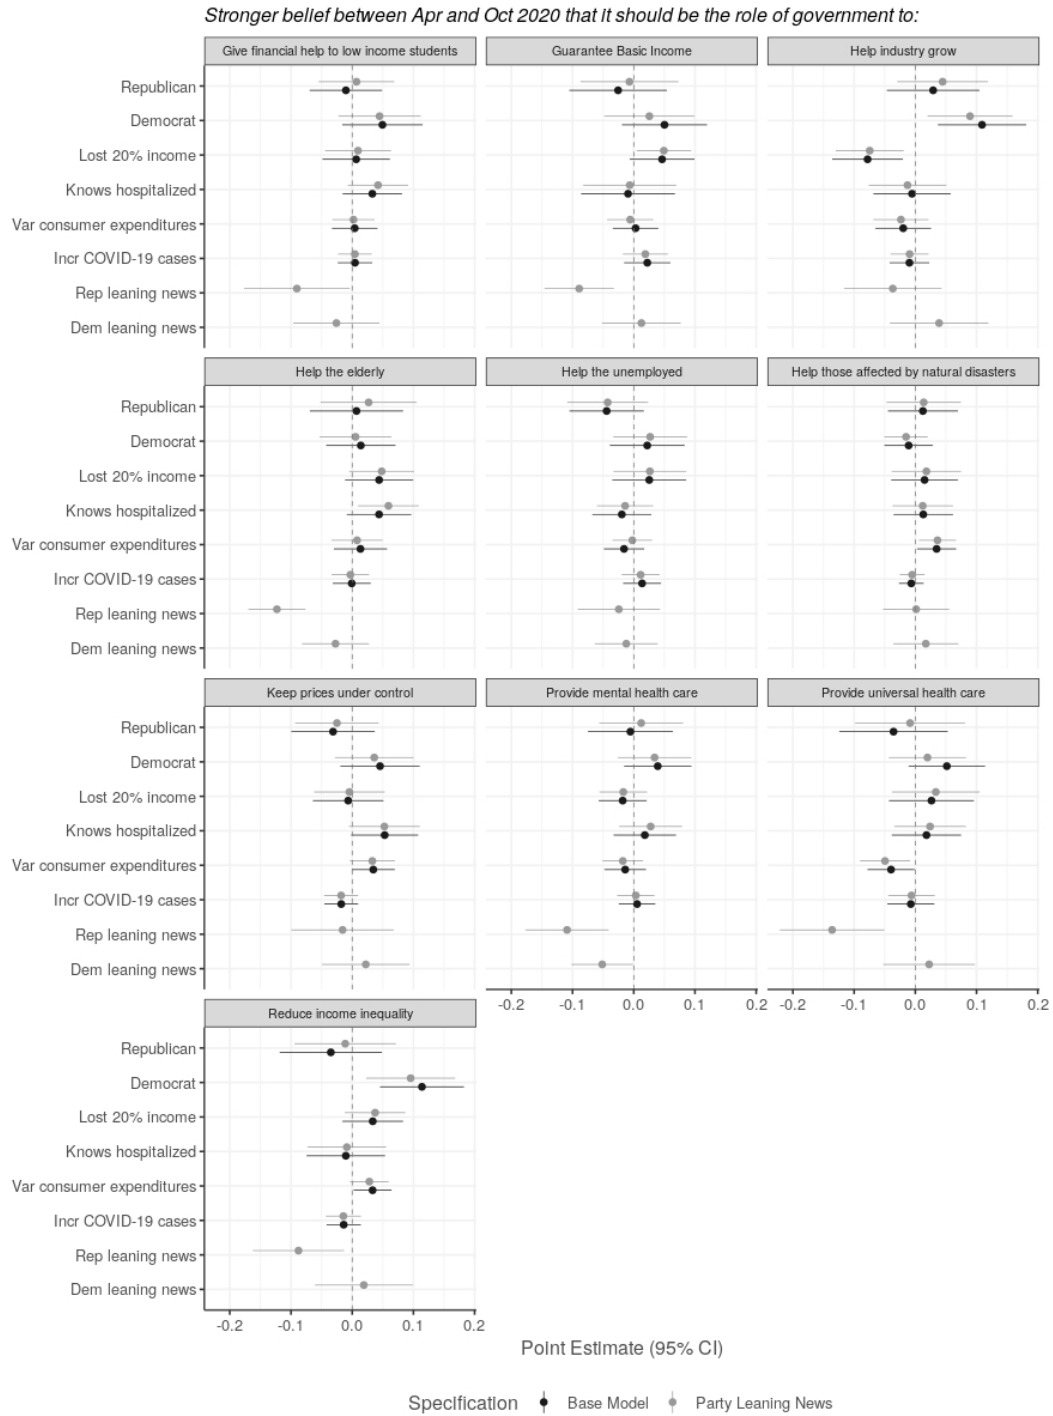 Stronger belief between Apr and Oct 2020 that it should be the role of government to:
Give financial help to low income students
Guarantee Basic Income
Help industry grow
Republican
Democrat
Lost 20% income
Knows hospitalized
Var consumer expenditures
Incr COVID-19 cases
Rep leaning news
Dem leaning news
Help the elderly
Help the unemployed
Help those affected by natural disasters
Republican
Democrat
Lost 20% income
Knows hospitalized
Var consumer expenditures
Incr COVID-19 cases
Rep leaning news
Dem leaning news
Keep prices under control
Provide mental health care
Provide universal health care
Republican
Democrat
Lost 20% income
Knows hospitalized
Var consumer expenditures
Incr COVID-19 cases
Rep leaning news
Dem leaning news
-0.2 -0.1 0.0 0.1 0.2
-0.2 -0.1 0.0 0.1 0.2
Reduce income inequality
Republican
Democrat
Lost 20% income
Knows hospitalized
Var consumer expenditures
Incr COVID-19 cases
Rep leaning news
Dem leaning news
-0.2 -0.1 0.0 0.1 0.2
Point Estimate (95% CI)
Specification Base Model Party Leaning News